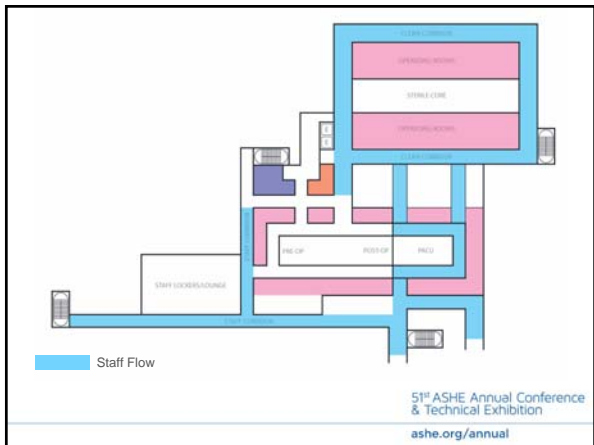 CLEAN CORRIDOR
OPERATING ROOMS
STERILE CORE
OPERATING ROOMS
CLEAN CORRIDOR
STAFF CORRIDOR
PRE OP
POST-OP
PACU
STAFF LOCKERS/LOUNGE
STAFF CORRIDOR
Staff Flow
51st ASHE Annual Conference
& Technical Exhibition
ashe.org/annual